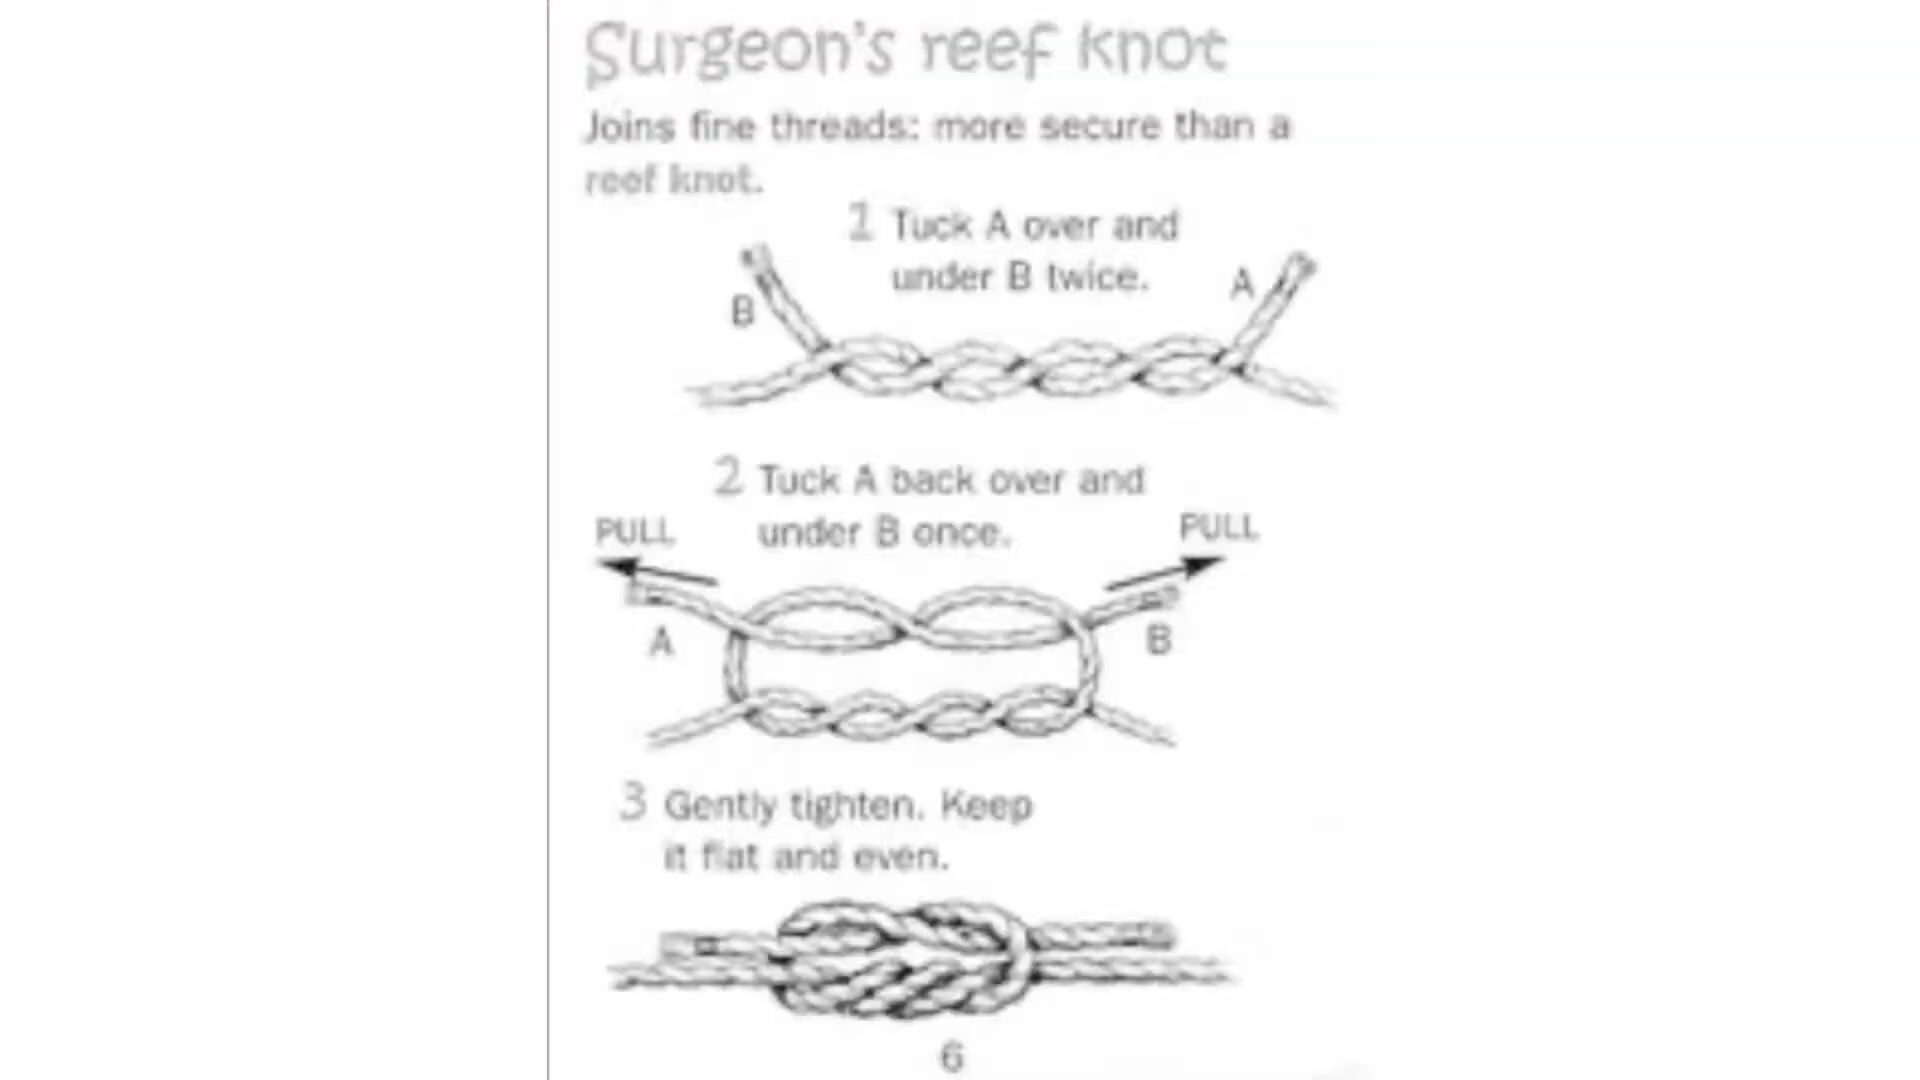 Surgeon's reef knot
Joins fine threads: more secure than a
reef knot.
1 Tuck A over and
under B twice.
B
A
2 Tuck A back over and
under B once.
PULL
PULL
A
B
3 Gently tighten. Keep
it flat and even.
6